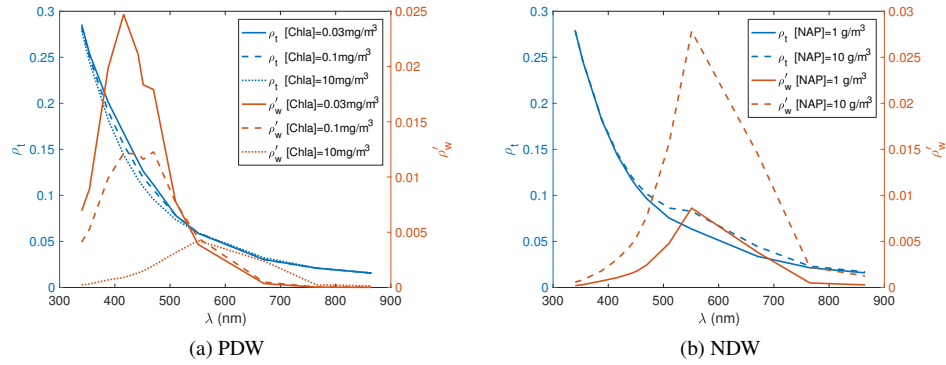 0.3
0.25
0.2
0.15
0.1
0.05
0
ρt
0.025
0.02
0.015
0.01
0.005
0
ρ′w
300 400 500 600 700 800 900
λ (nm)
ρt [Chla]=0.03mg/m³
ρt [Chla]=0.1mg/m³
ρt [Chla]=10mg/m³
ρ′w [Chla]=0.03mg/m³
ρ′w [Chla]=0.1mg/m³
ρ′w [Chla]=10mg/m³
(a) PDW
0.3
0.25
0.2
0.15
0.1
0.05
0
ρt
0.03
0.025
0.02
0.015
0.01
0.005
0
ρ′w
300 400 500 600 700 800 900
λ (nm)
ρt [NAP]=1 g/m³
ρt [NAP]=10 g/m³
ρ′w [NAP]=1 g/m³
ρ′w [NAP]=10 g/m³
(b) NDW